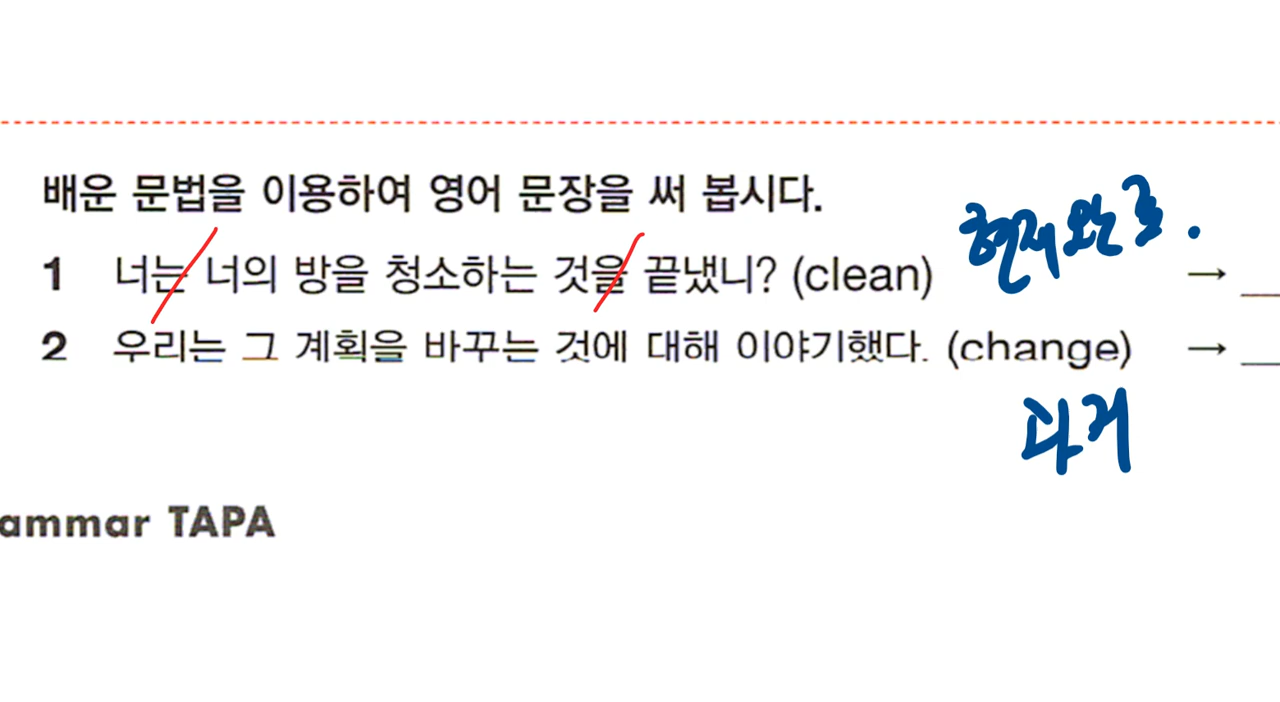 배운 문법을 이용하여 영어 문장을 써 봅시다.
1 너는 너의 방을 청소하는 것을 끝냈니? (clean) 현재완료. →
2 우리는 그 계획을 바꾸는 것에 대해 이야기했다. (change) →
과거
ammar TAPA